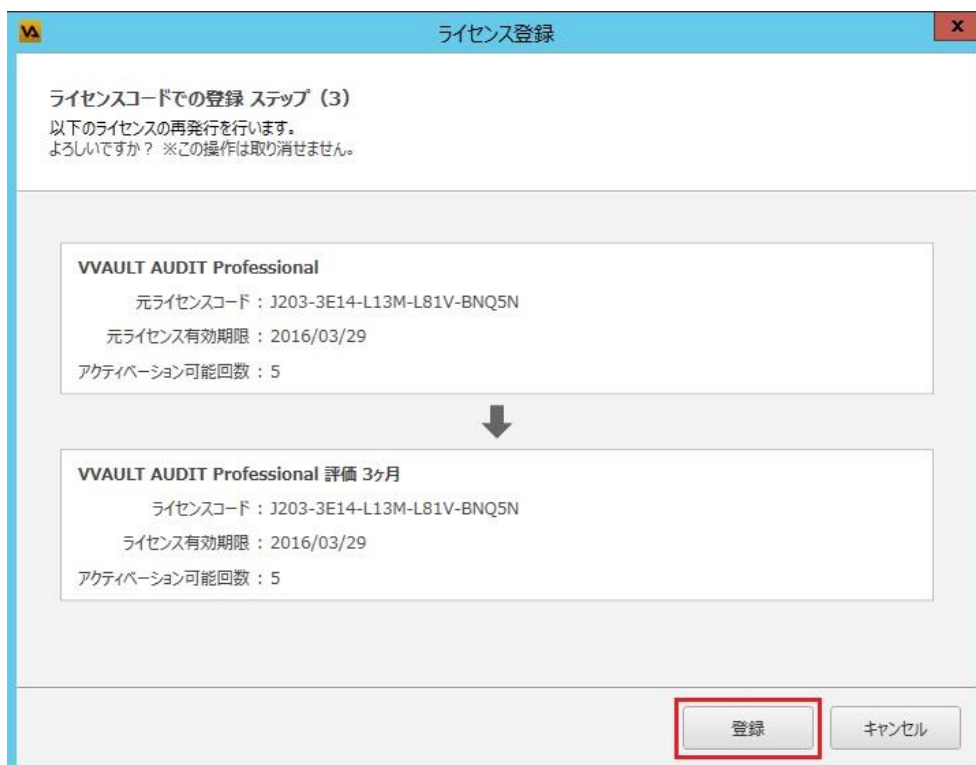 VA
ライセンス登録
x
ライセンスコードでの登録 ステップ（3）
以下のライセンスの再発行を行います。
よろしいですか？ ※この操作は取り消せません。
VVAULT AUDIT Professional
元ライセンスコード : J203-3E14-L13M-L81V-BNQ5N
元ライセンス有効期限 : 2016/03/29
アクティベーション可能回数 : 5
VVAULT AUDIT Professional 評価 3ヶ月
ライセンスコード : J203-3E14-L13M-L81V-BNQ5N
ライセンス有効期限 : 2016/03/29
アクティベーション可能回数 : 5
登録
キャンセル